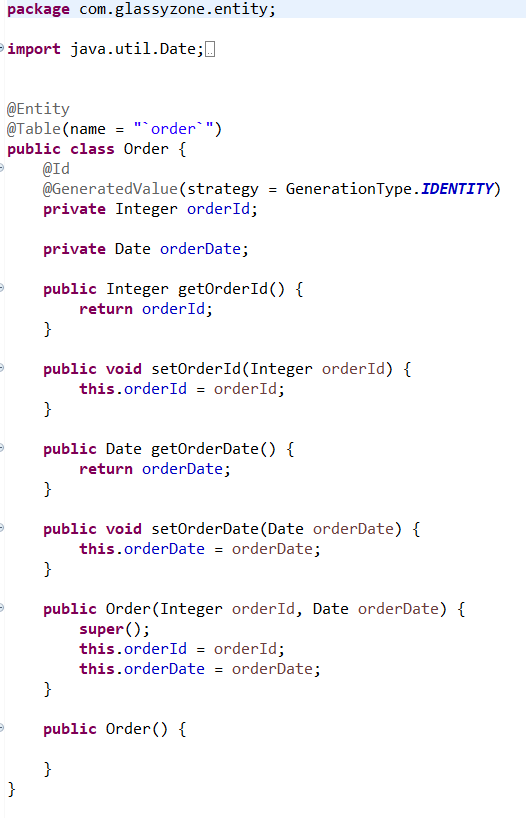 package com.glassyzone.entity;
import java.util.Date;
@Entity
@Table(name = "`order`")
public class Order {
@Id
@GeneratedValue(strategy = GenerationType.IDENTITY)
private Integer orderId;
private Date orderDate;
public Integer getOrderId() {
return orderId;
}
public void setOrderId(Integer orderId) {
this.orderId = orderId;
}
public Date getOrderDate() {
return orderDate;
}
public void setOrderDate(Date orderDate) {
this.orderDate = orderDate;
}
public Order(Integer orderId, Date orderDate) {
super();
this.orderId = orderId;
this.orderDate = orderDate;
}
public Order() {
}
}